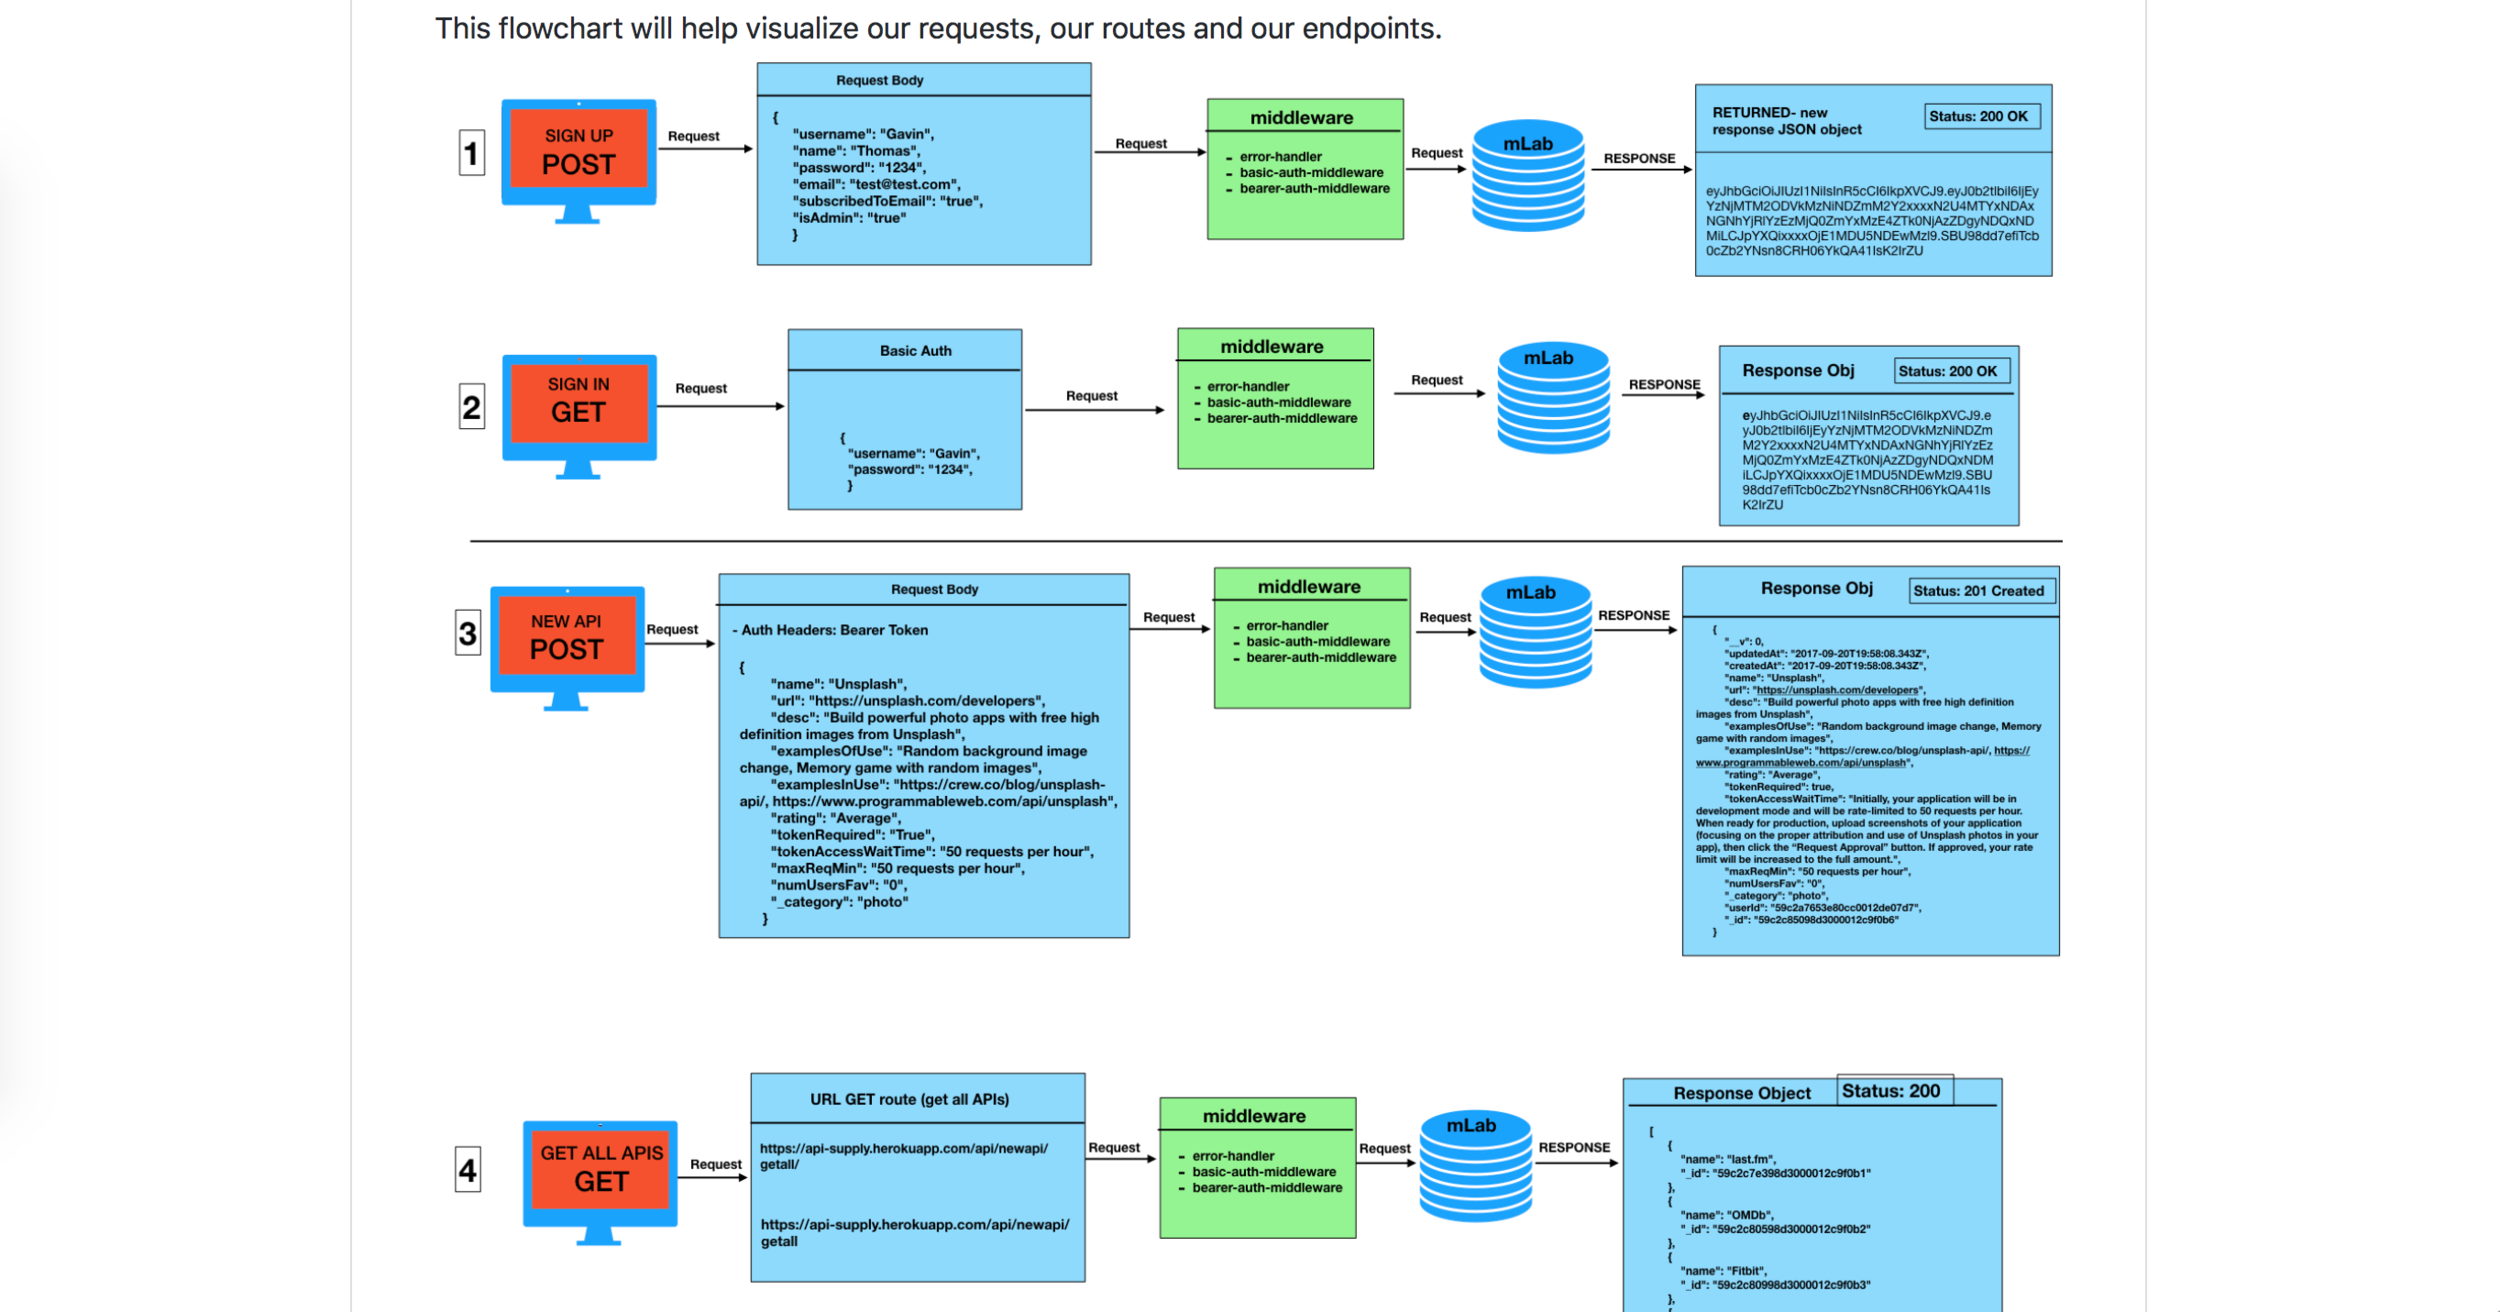 This flowchart will help visualize our requests, our routes and our endpoints.
1
SIGN UP
POST
Request
Request Body
{
"username": "Gavin",
"name": "Thomas",
"password": "1234",
"email": "test@test.com",
"subscribedToEmail": "true",
"isAdmin": "true"
}
Request
middleware
- error-handler
- basic-auth-middleware
- bearer-auth-middleware
Request
mLab
RESPONSE
RETURNED- new
response JSON object
Status: 200 OK
2
SIGN IN
GET
Request
Basic Auth
{
"username": "Gavin",
"password": "1234",
}
Request
middleware
- error-handler
- basic-auth-middleware
- bearer-auth-middleware
Request
mLab
RESPONSE
Response Obj
Status: 200 OK
3
NEW API
POST
Request
Request Body
- Auth Headers: Bearer Token
{
"name": "Unsplash",
"url": "https://unsplash.com/developers",
"desc": "Build powerful photo apps with free high
definition images from Unsplash",
"examplesOfUse": "Random background image
change, Memory game with random images",
"examplesInUse": "https://crew.co/blog/unsplash-
api/, https://www.programmableweb.com/api/unsplash",
"rating": "Average",
"tokenRequired": "True",
"tokenAccessWaitTime": "50 requests per hour",
"maxReqMin": "50 requests per hour",
"numUsersFav": "0",
"_category": "photo"
}
Request
middleware
- error-handler
- basic-auth-middleware
- bearer-auth-middleware
Request
mLab
RESPONSE
Response Obj
Status: 201 Created
{
"__v": 0,
"updatedAt": "2017-09-20T19:58:08.343Z",
"createdAt": "2017-09-20T19:58:08.343Z",
"name": "Unsplash",
"url": "https://unsplash.com/developers",
"desc": "Build powerful photo apps with free high definition
images from Unsplash",
"examplesOfUse": "Random background image change, Memory
game with random images",
"examplesInUse": "https://crew.co/blog/unsplash-api/, https://
www.programmableweb.com/api/unsplash",
"rating": "Average",
"tokenRequired": true,
"tokenAccessWaitTime": "Initially, your application will be in
development mode and will be rate-limited to 50 requests per hour.
When ready for production, upload screenshots of your application
(focusing on the proper attribution and use of Unsplash photos in your
app), then click the “Request Approval” button. If approved, your rate
limit will be increased to the full amount.",
"maxReqMin": "50 requests per hour",
"numUsersFav": "0",
"_category": "photo",
"userId": "59c2a7653e80cc0012de07d7",
"_id": "59c2c85098d3000012c9f0b6"
}
4
GET ALL APIS
GET
Request
URL GET route (get all APIs)
https://api-supply.herokuapp.com/api/newapi/
getall/
https://api-supply.herokuapp.com/api/newapi/
getall
Request
middleware
- error-handler
- basic-auth-middleware
- bearer-auth-middleware
Request
mLab
RESPONSE
Response Object
Status: 200
[
{
"name": "last.fm",
"_id": "59c2c7e398d3000012c9f0b1"
},
{
"name": "OMDb",
"_id": "59c2c80598d3000012c9f0b2"
},
{
"name": "Fitbit",
"_id": "59c2c80998d3000012c9f0b3"
},